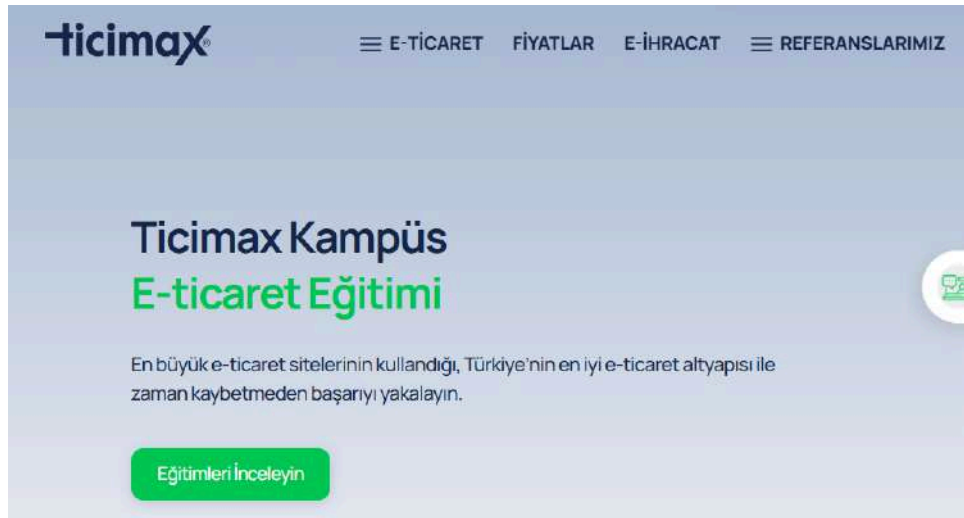 ticimax®
E-TİCARET FİYATLAR E-İHRACAT REFERANSLARIMIZ
Ticimax Kampüs
E-ticaret Eğitimi
En büyük e-ticaret sitelerinin kullandığı, Türkiye'nin en iyi e-ticaret altyapısı ile
zaman kaybetmeden başarıyı yakalayın.
Eğitimleri İnceleyin